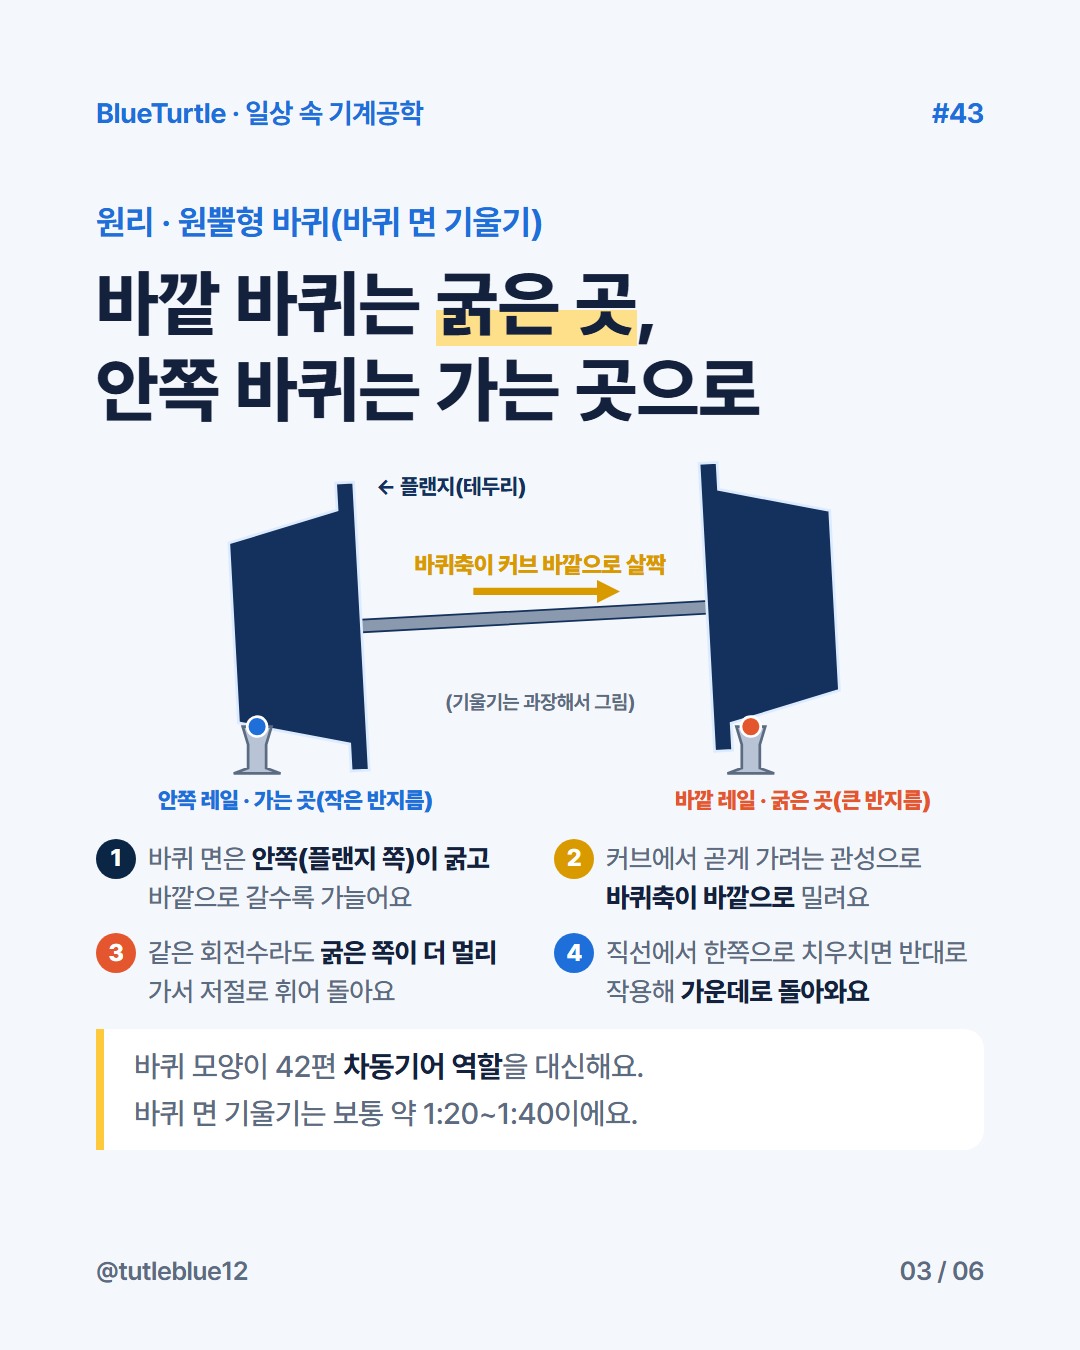 BlueTurtle · 일상 속 기계공학
#43
원리 · 원뿔형 바퀴(바퀴 면 기울기)
바깥 바퀴는 굵은 곳,
안쪽 바퀴는 가는 곳으로
← 플랜지(테두리)
바퀴축이 커브 바깥으로 살짝
(기울기는 과장해서 그림)
안쪽 레일 · 가는 곳(작은 반지름)
바깥 레일 · 굵은 곳(큰 반지름)
1 바퀴 면은 안쪽(플랜지 쪽)이 굵고
바깥으로 갈수록 가늘어요
2 커브에서 곧게 가려는 관성으로
바퀴축이 바깥으로 밀려요
3 같은 회전수라도 굵은 쪽이 더 멀리
가서 저절로 휘어 돌아요
4 직선에서 한쪽으로 치우치면 반대로
작용해 가운데로 돌아와요
바퀴 모양이 42편 차동기어 역할을 대신해요.
바퀴 면 기울기는 보통 약 1:20~1:40이에요.
@tutleblue12
03 / 06